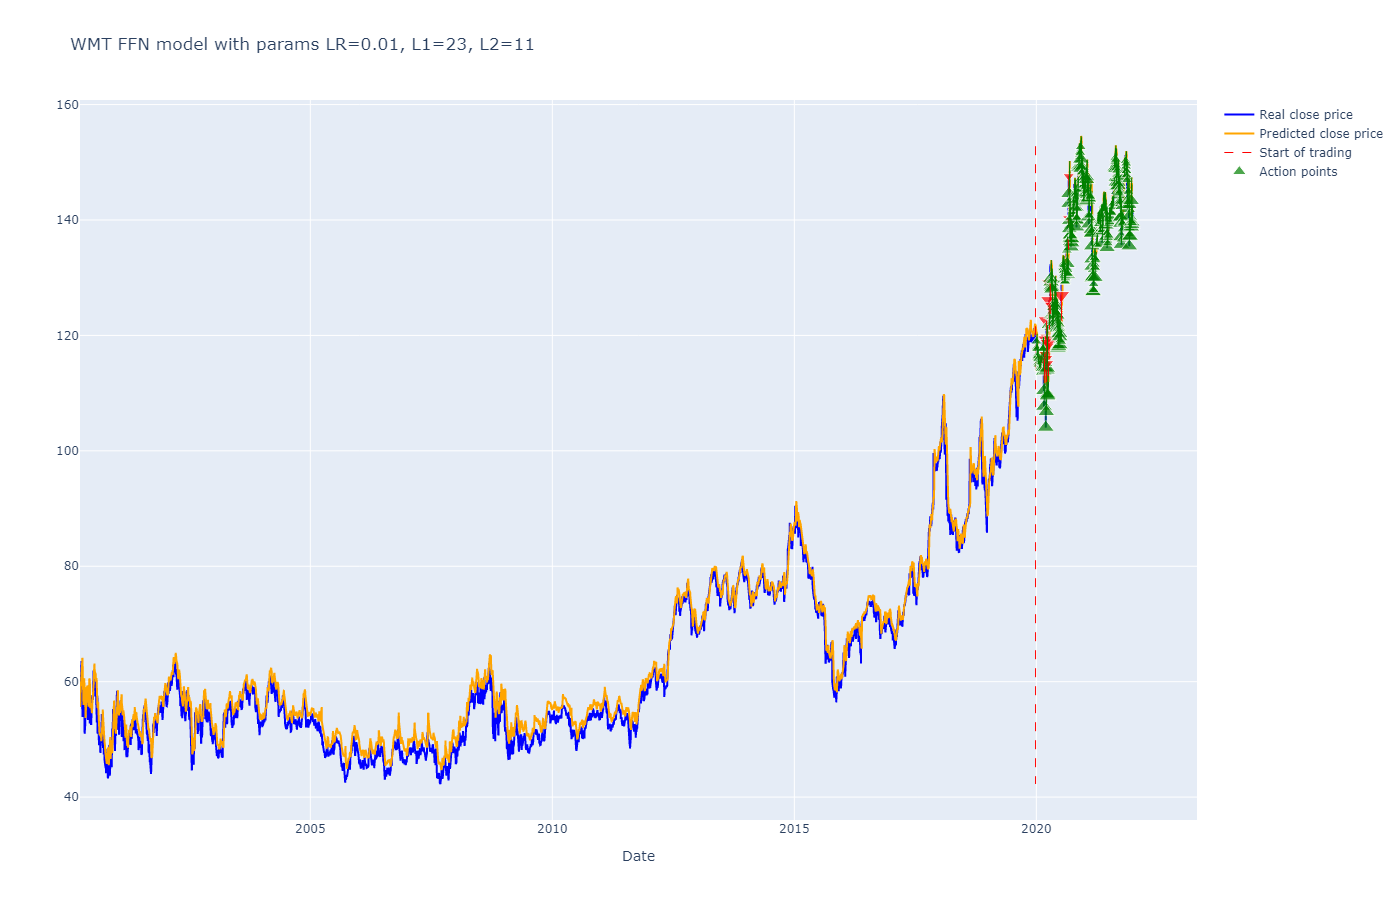 WMT FFN model with params LR=0.01, L1=23, L2=11
160
140
120
100
80
60
40
2005
2010
2015
2020
Date
Real close price
Predicted close price
Start of trading
Action points